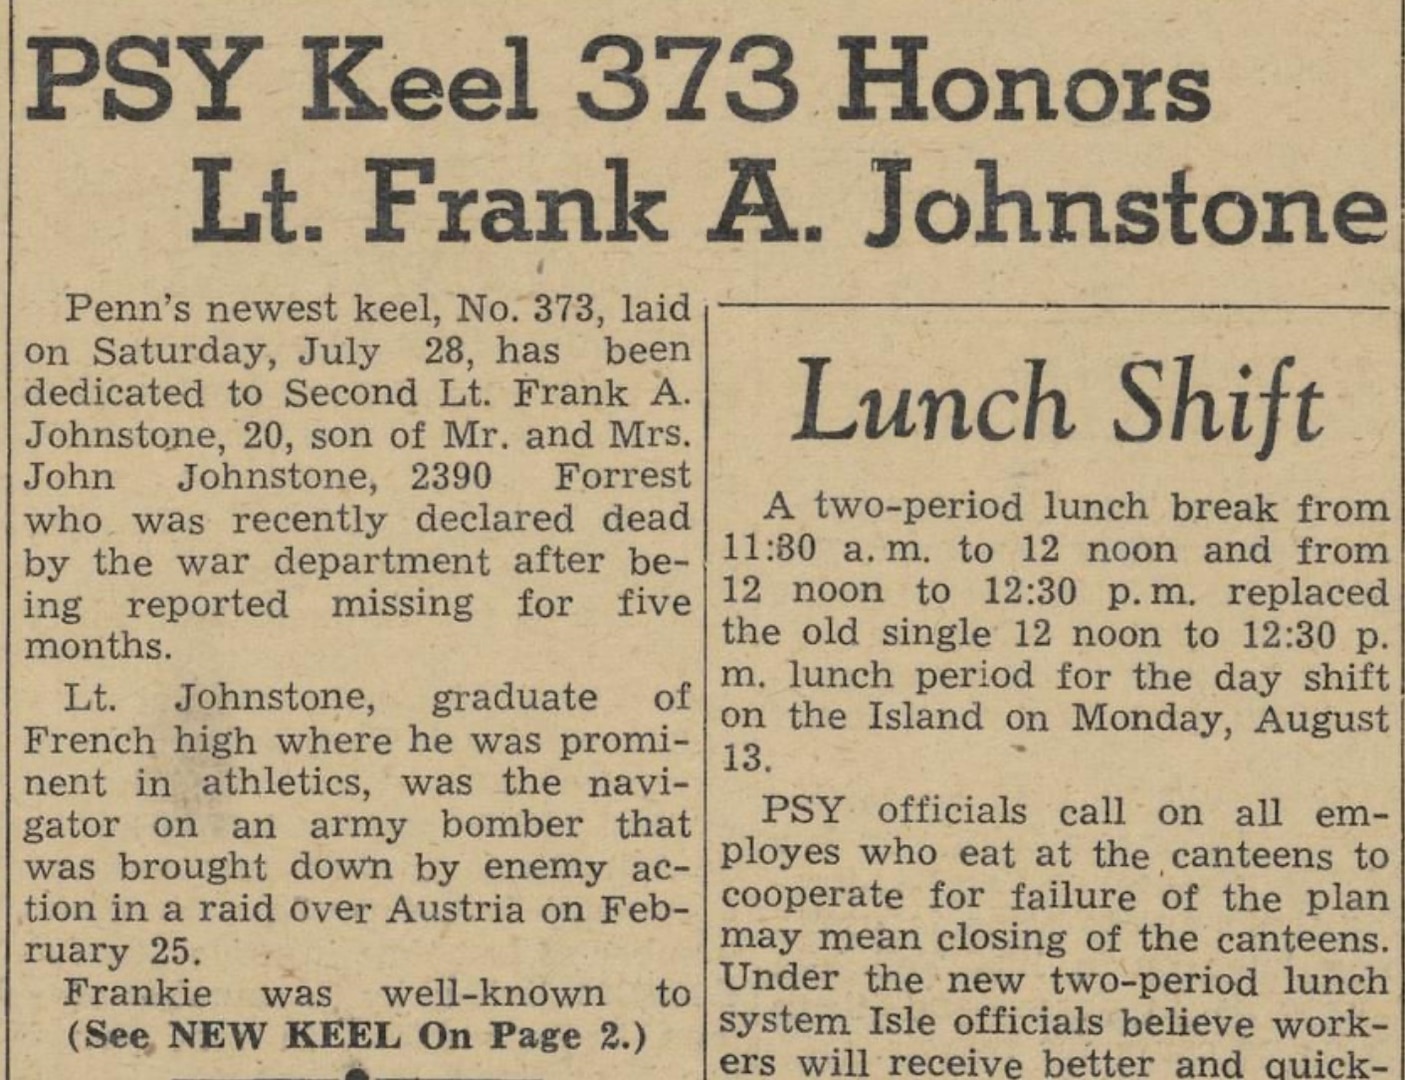 PSY Keel 373 Honors
Lt. Frank A. Johnstone
Penn's newest keel, No. 373, laid
on Saturday, July 28, has been
dedicated to Second Lt. Frank A.
Johnstone, 20, son of Mr. and Mrs.
John Johnstone, 2390 Forrest
who was recently declared dead
by the war department after be-
ing reported missing for five
months.
Lt. Johnstone, graduate of
French high where he was promi-
nent in athletics, was the navi-
gator on an army bomber that
was brought down by enemy ac-
tion in a raid over Austria on Feb-
ruary 25.
Frankie was well-known to
(See NEW KEEL On Page 2.)
Lunch Shift
A two-period lunch break from
11:30 a. m. to 12 noon and from
12 noon to 12:30 p. m. replaced
the old single 12 noon to 12:30 p.
m. lunch period for the day shift
on the Island on Monday, August
13.
PSY officials call on all em-
ployes who eat at the canteens to
cooperate for failure of the plan
may mean closing of the canteens.
Under the new two-period lunch
system Isle officials believe work-
ers will receive better and quick-